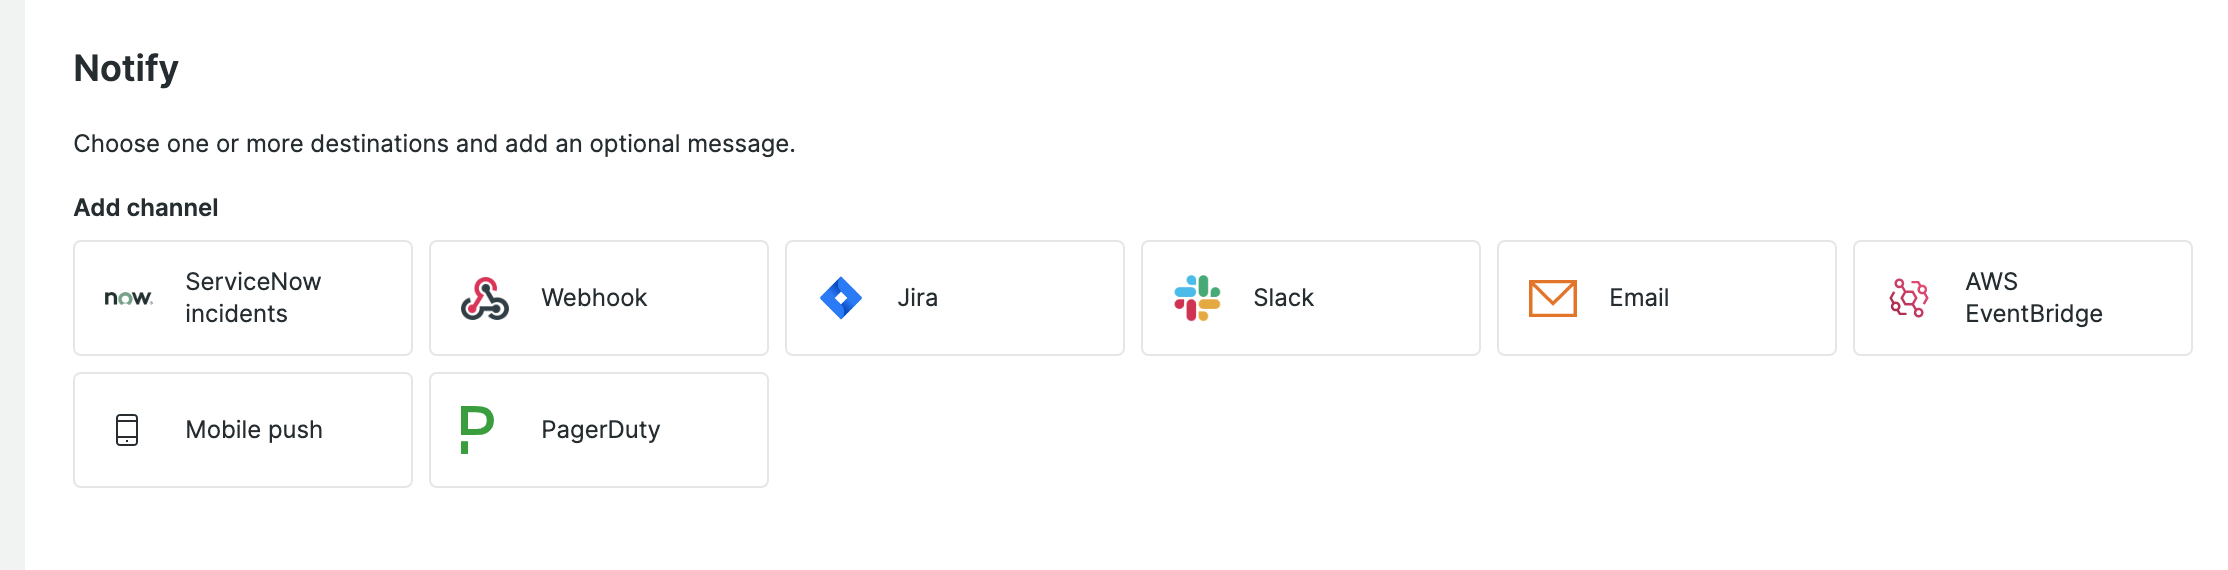 Notify
Choose one or more destinations and add an optional message.
Add channel
now.
ServiceNow
incidents
Webhook
Jira
Slack
Email
AWS
EventBridge
Mobile push
P
PagerDuty